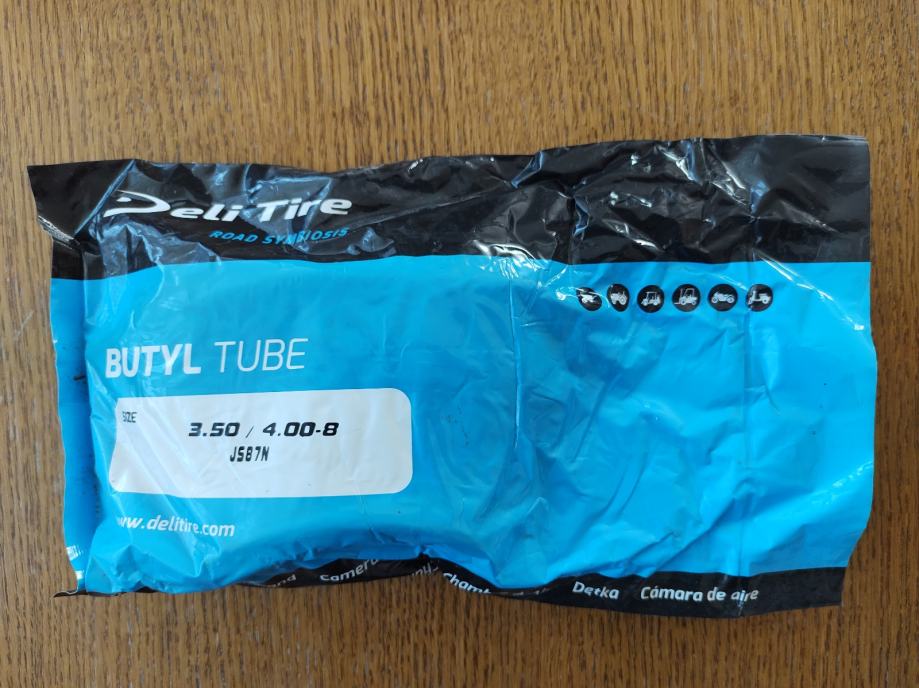 Deli Tire
ROAD SYMBIOSIS
BUTYL TUBE
SIZE
3.50 / 4.00-8
JS87N
www.delitire.com
Dętka Cámara de aire